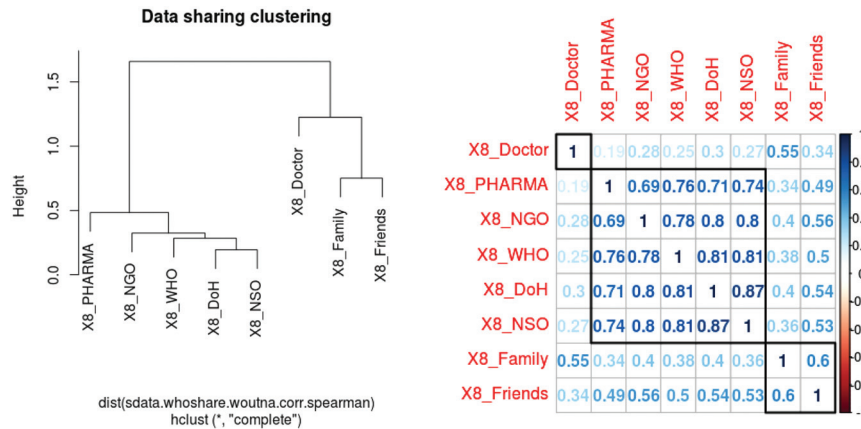 Data sharing clustering
Height
0.0 0.5 1.0 1.5
X8_PHARMA
X8_NGO
X8_WHO
X8_DoH
X8_NSO
X8_Doctor
X8_Family
X8_Friends
dist(sdata.whoshare.woutna.corr.spearman)
hclust (*, "complete")
X8_Doctor X8_PHARMA X8_NGO X8_WHO X8_DoH X8_NSO X8_Family X8_Friends
X8_Doctor 1 0.19 0.28 0.25 0.3 0.27 0.55 0.34
X8_PHARMA 0.19 1 0.69 0.76 0.71 0.74 0.34 0.49
X8_NGO 0.28 0.69 1 0.78 0.8 0.8 0.4 0.56
X8_WHO 0.25 0.76 0.78 1 0.81 0.81 0.38 0.5
X8_DoH 0.3 0.71 0.8 0.81 1 0.87 0.4 0.54
X8_NSO 0.27 0.74 0.8 0.81 0.87 1 0.36 0.53
X8_Family 0.55 0.34 0.4 0.38 0.4 0.36 1 0.6
X8_Friends 0.34 0.49 0.56 0.5 0.54 0.53 0.6 1